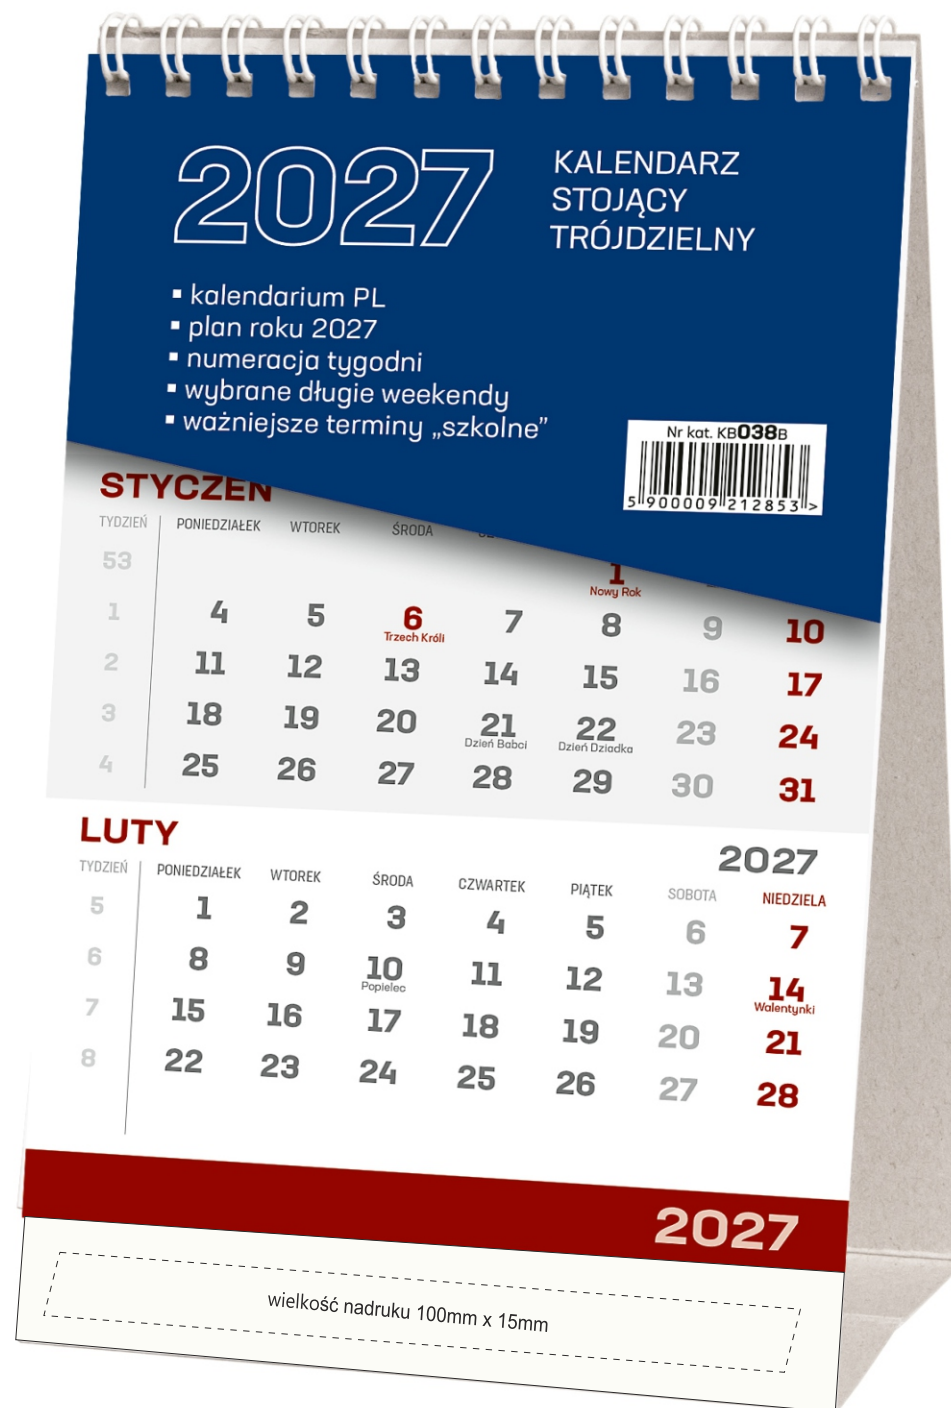 2027
KALENDARZ
STOJĄCY
TRÓJDZIELNY
▪ kalendarium PL
▪ plan roku 2027
▪ numeracja tygodni
▪ wybrane długie weekendy
▪ ważniejsze terminy „szkolne”
Nr kat. KB038B
5 900009 212853 >
STYCZEŃ
TYDZIEŃ PONIEDZIAŁEK WTOREK ŚRODA
53 1
Nowy Rok
1 4 5 6 7 8 9 10
Trzech Króli
2 11 12 13 14 15 16 17
3 18 19 20 21 22 23 24
Dzień Babci Dzień Dziadka
4 25 26 27 28 29 30 31
LUTY
2027
TYDZIEŃ PONIEDZIAŁEK WTOREK ŚRODA CZWARTEK PIĄTEK SOBOTA NIEDZIELA
5 1 2 3 4 5 6 7
6 8 9 10 11 12 13 14
Popielec Walentynki
7 15 16 17 18 19 20 21
8 22 23 24 25 26 27 28
2027
wielkość nadruku 100mm x 15mm